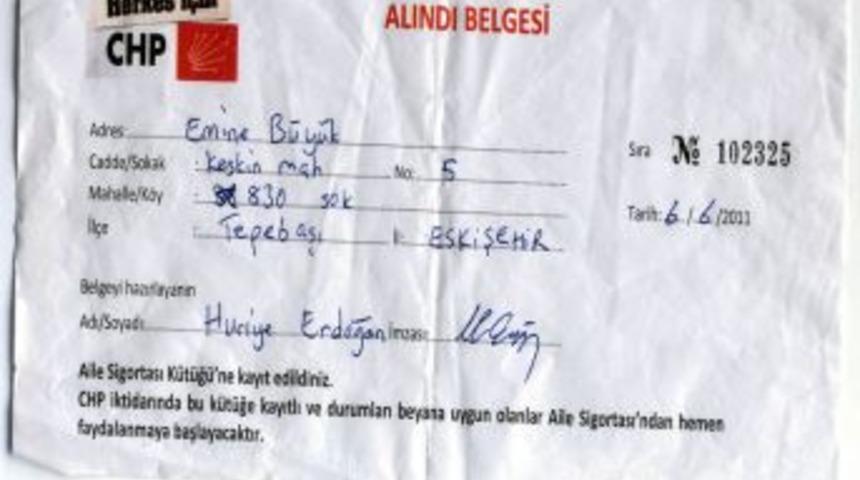 Herkes İçin
CHP
ALINDI BELGESİ
Adres: Emine Büyük
Cadde/Sokak : Keskin mah No: 5
Mahalle/Köy : 830 sok
İlçe : Tepebaşı İl: ESKİŞEHİR
Sıra № 102325
Tarih: 6/6/2011
Belgeyi hazırlayanın
Adı/Soyadı: Huriye Erdoğan İmzası:
Aile Sigortası Kütüğü'ne kayıt edildiniz.
CHP iktidarında bu kütüğe kayıtlı ve durumları beyana uygun olanlar Aile Sigortası'ndan hemen
faydalanmaya başlayacaktır.